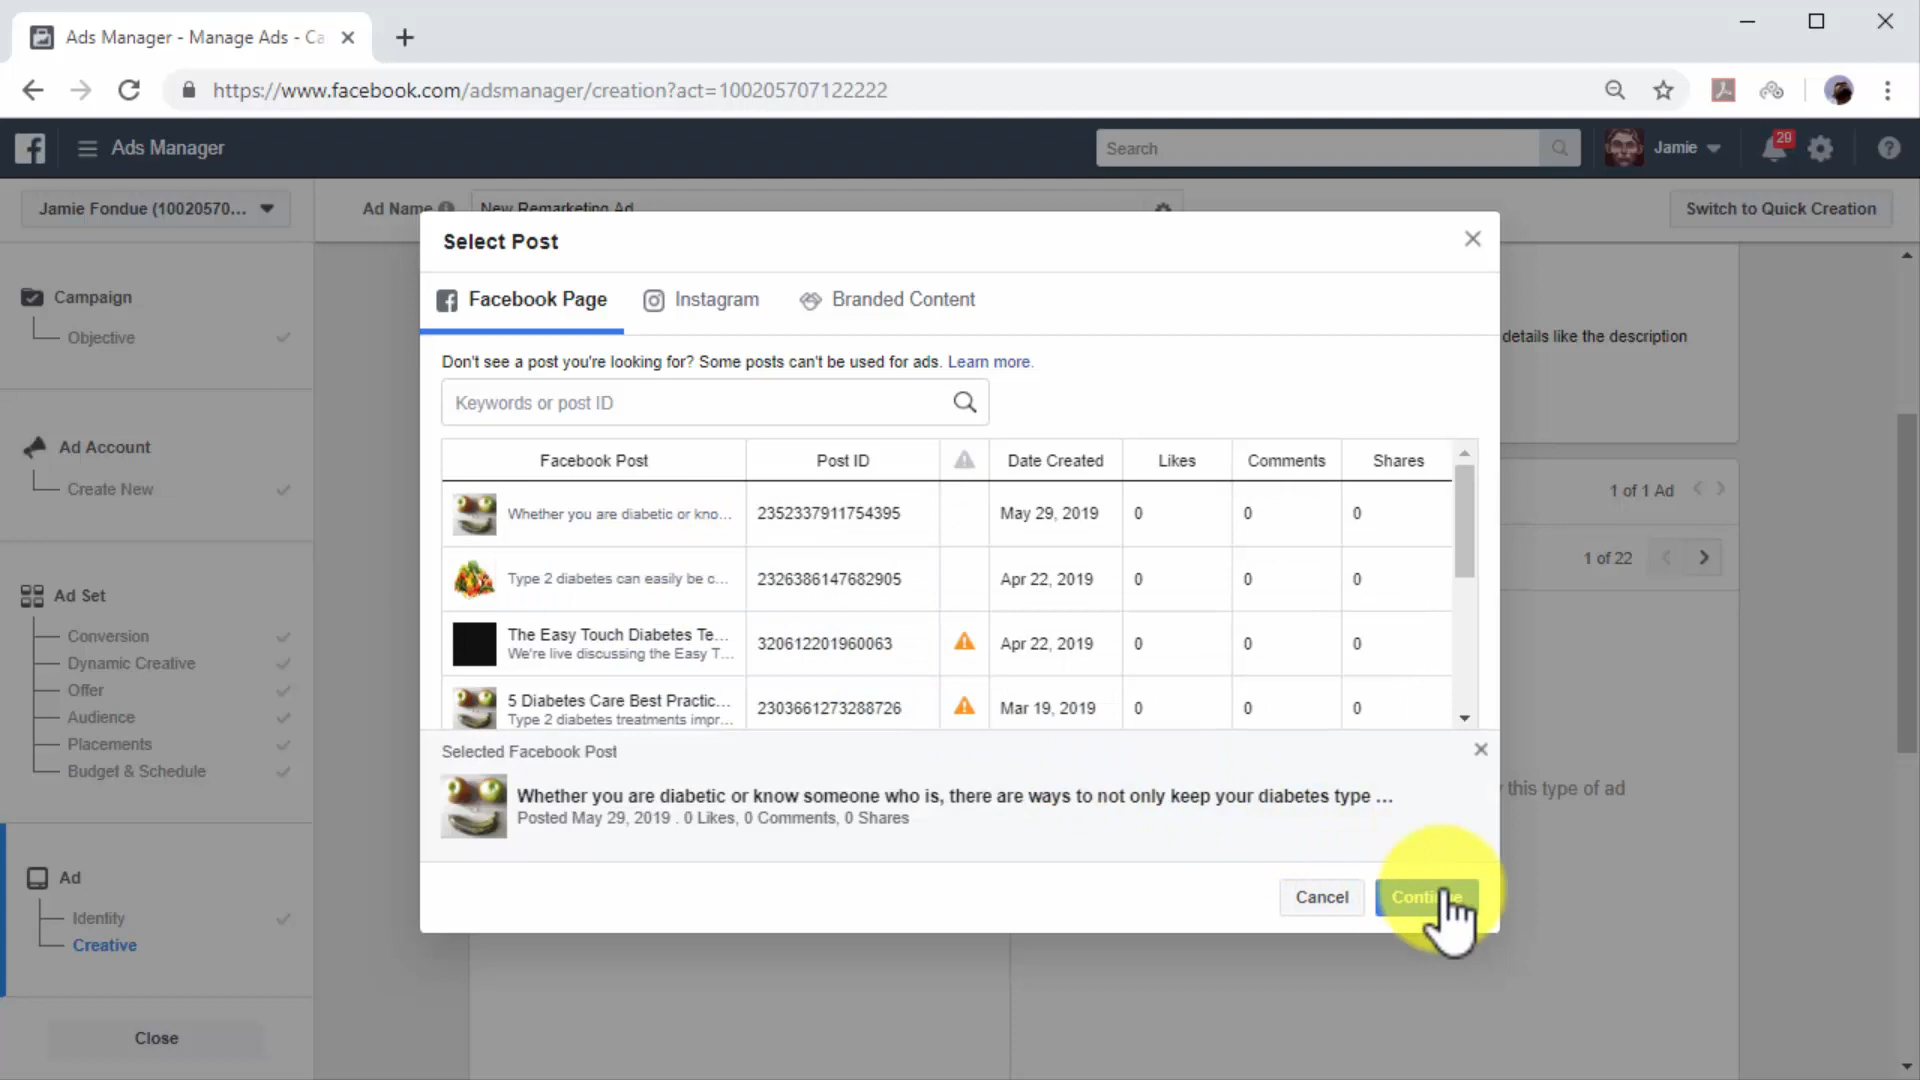 Ads Manager - Manage Ads - Ca
https://www.facebook.com/adsmanager/creation?act=100205707122222
Ads Manager
Search
Jamie
29
Jamie Fondue (10020570...
Ad Name
New Remarketing Ad
Switch to Quick Creation
Campaign
Objective
Ad Account
Create New
Ad Set
Conversion
Dynamic Creative
Offer
Audience
Placements
Budget & Schedule
Ad
Identity
Creative
Close
Select Post
Facebook Page
Instagram
Branded Content
Don't see a post you're looking for? Some posts can't be used for ads. Learn more.
Keywords or post ID
Facebook Post Post ID Date Created Likes Comments Shares
Whether you are diabetic or kno... 2352337911754395 May 29, 2019 0 0 0
Type 2 diabetes can easily be c... 2326386147682905 Apr 22, 2019 0 0 0
The Easy Touch Diabetes Te...
We're live discussing the Easy T... 320612201960063 Apr 22, 2019 0 0 0
5 Diabetes Care Best Practic...
Type 2 diabetes treatments impr... 2303661273288726 Mar 19, 2019 0 0 0
Selected Facebook Post
Whether you are diabetic or know someone who is, there are ways to not only keep your diabetes type ...
Posted May 29, 2019 . 0 Likes, 0 Comments, 0 Shares
Cancel
details like the description
1 of 1 Ad
1 of 22
this type of ad